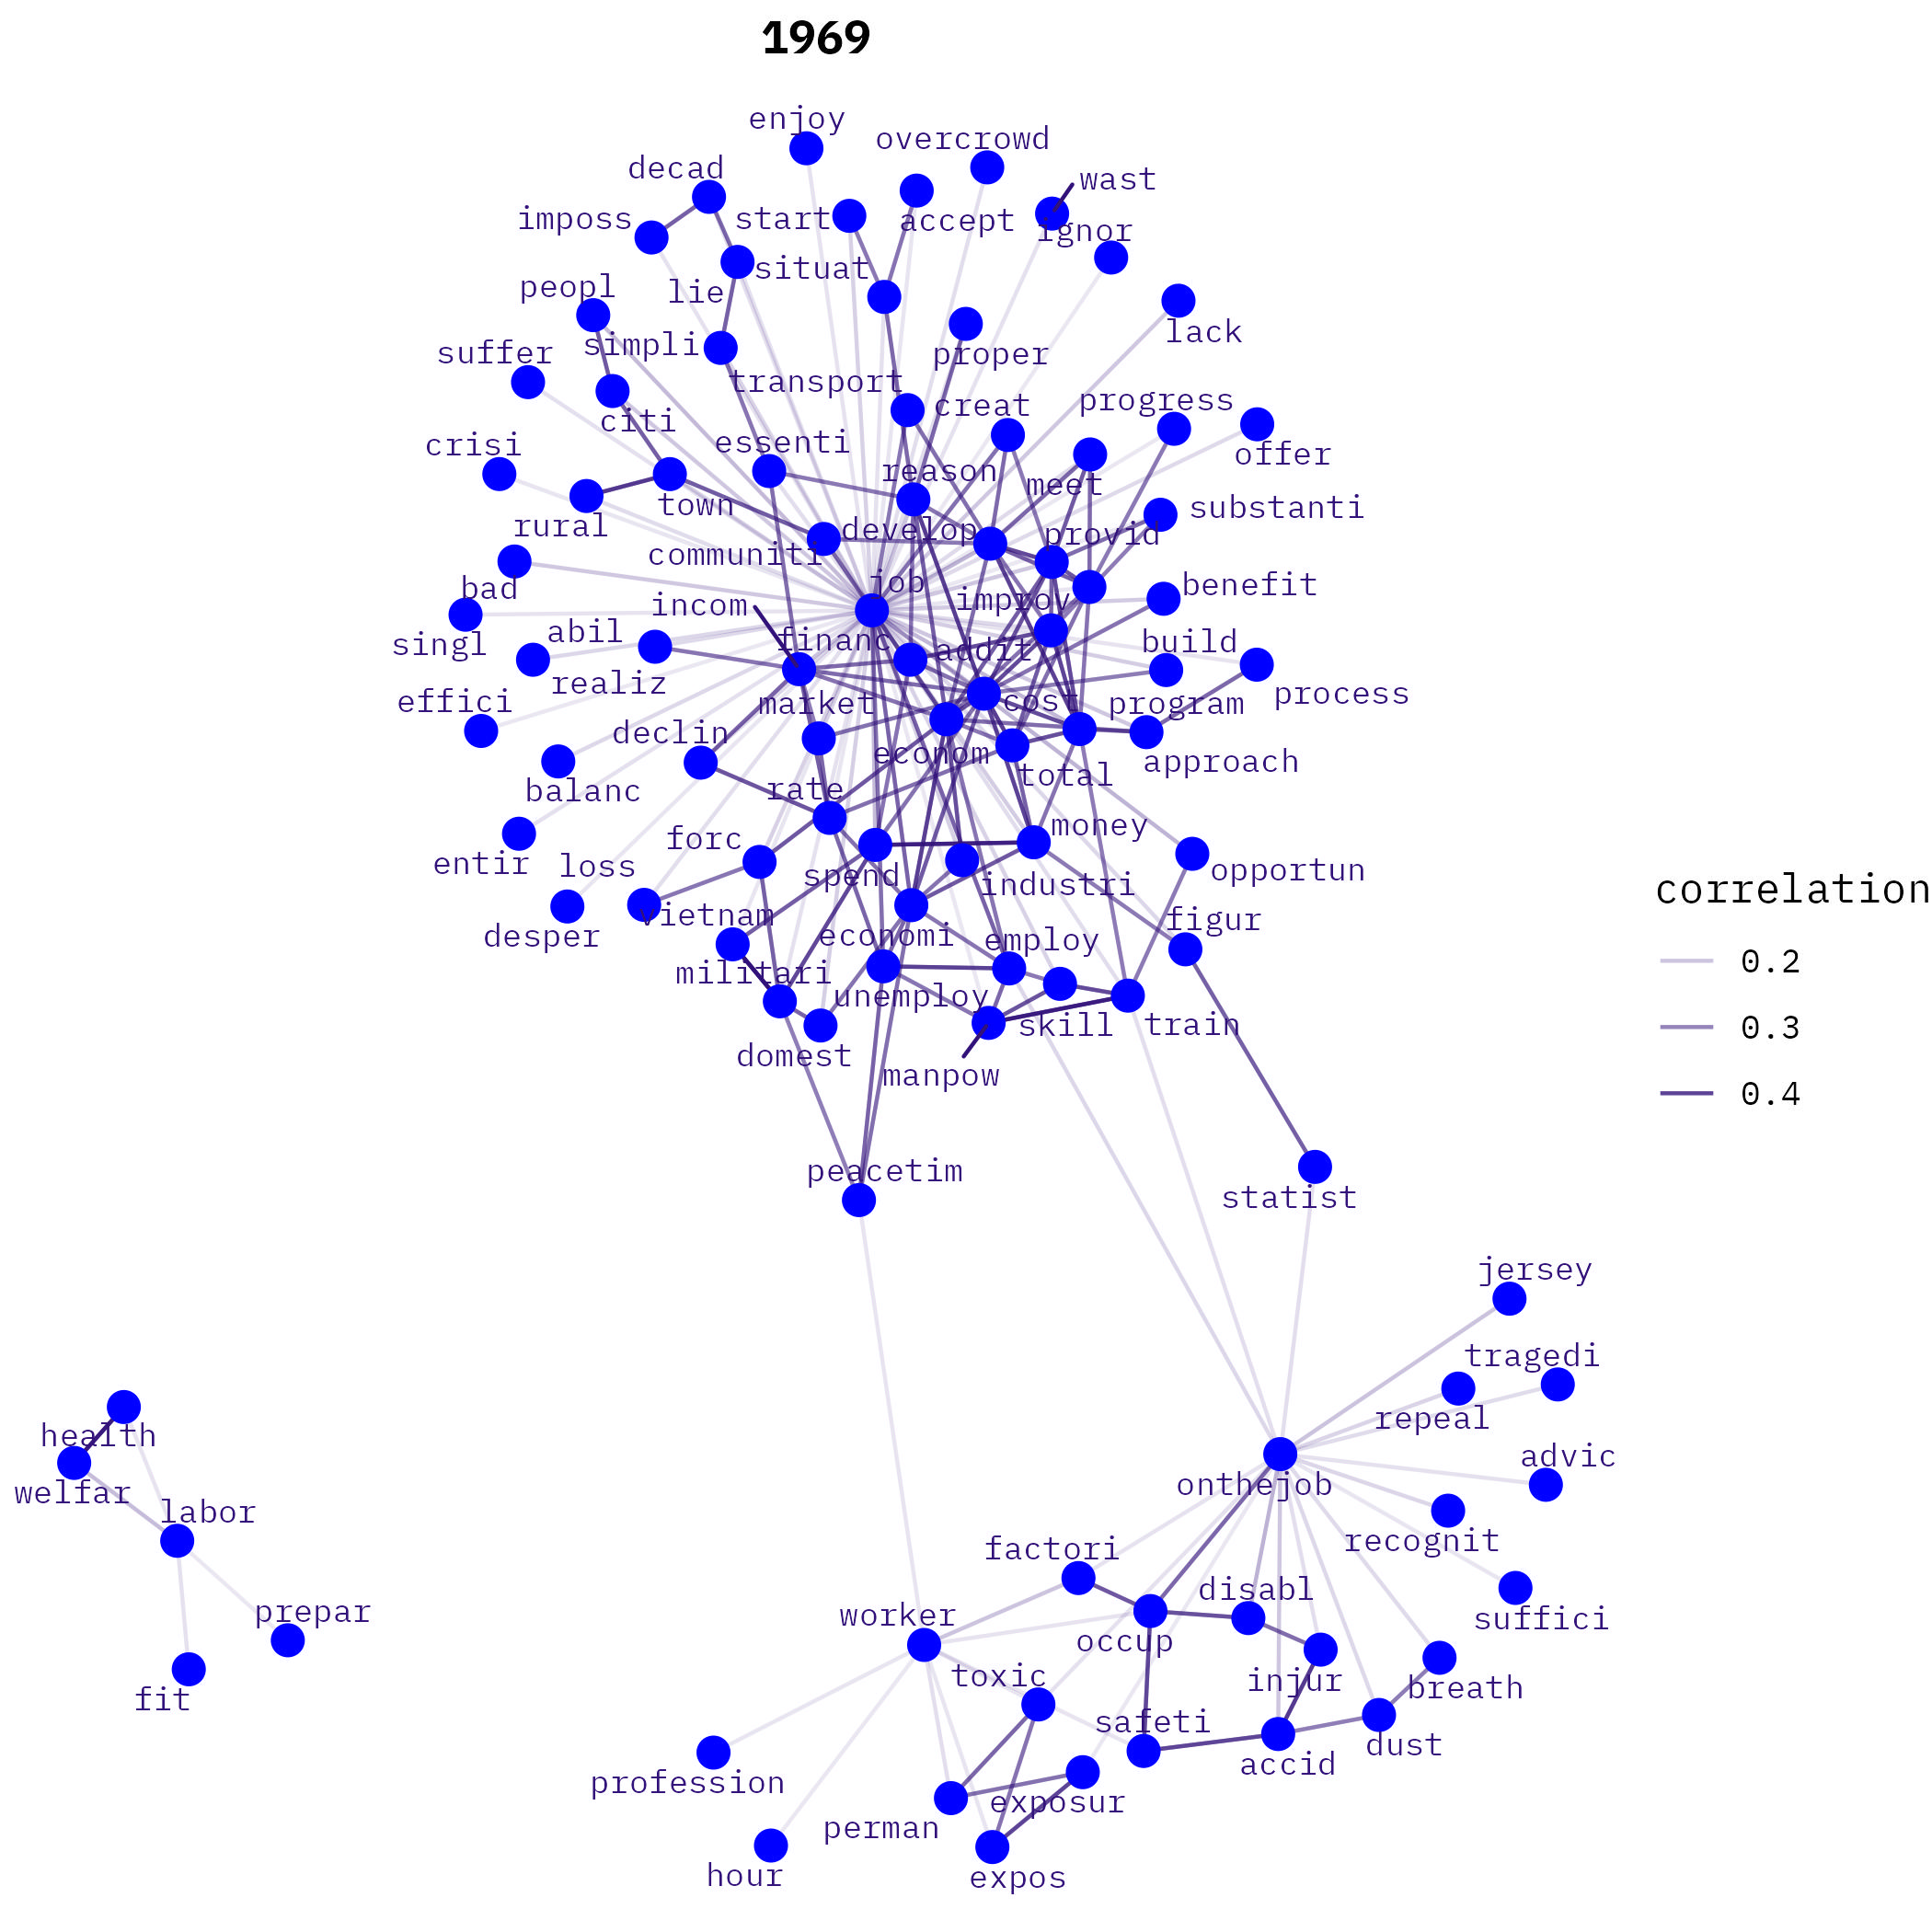 1969
enjoy
overcrowd
decad
wast
imposs
start
accept
ignor
situat
peopl
lie
lack
suffer
simpli
proper
transport
citi
creat
progress
crisi
essenti
offer
reason
meet
rural
town
substanti
communiti
develop
provid
bad
job
incom
improv
benefit
singl
abil
financ
addit
build
realiz
process
effici
market
cost
program
declin
econom
approach
balanc
rate
total
entir
loss
forc
money
spend
industri
opportun
desper
vietnam
economi
employ
figur
militari
unemploy
skill
train
domest
manpow
peacetim
statist
correlation
0.2
0.3
0.4
jersey
tragedi
repeal
health
welfar
labor
prepar
fit
onthejob
advic
recognit
factori
disabl
suffici
worker
occup
toxic
injur
breath
safeti
accid
dust
profession
exposur
perman
hour
expos